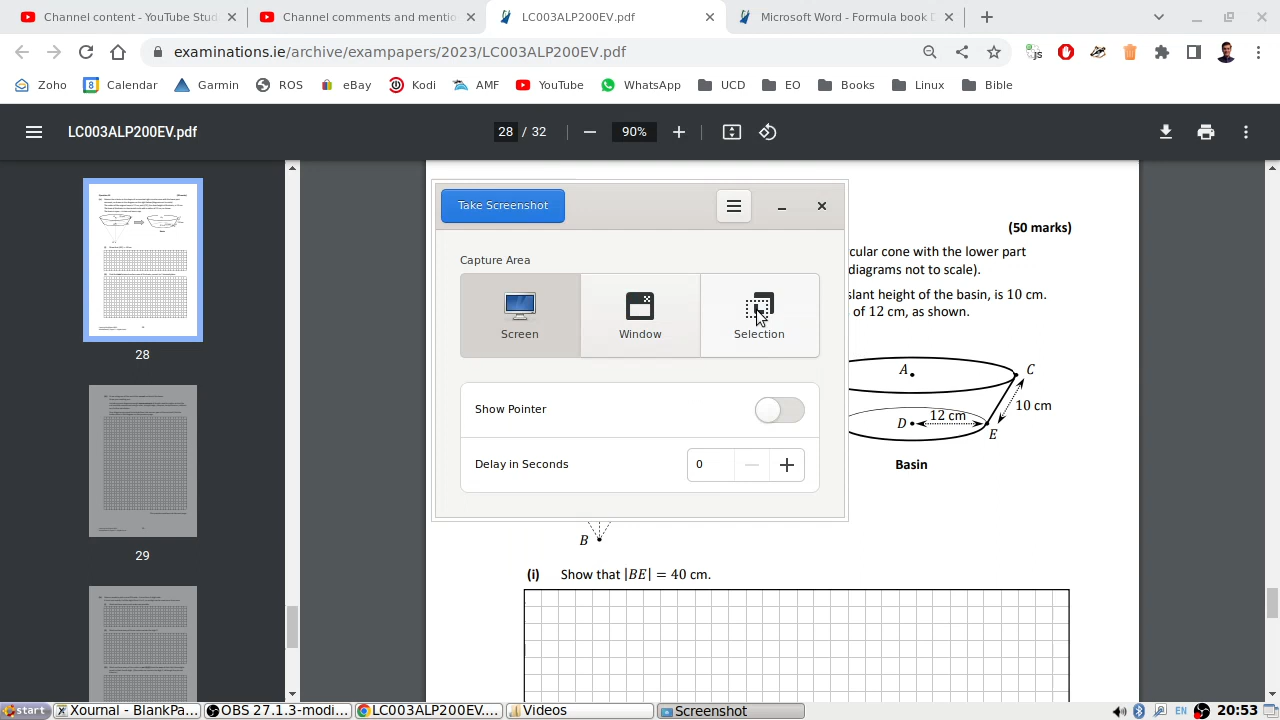 Channel content - YouTube Stud
Channel comments and mentio
LC003ALP200EV.pdf
Microsoft Word - Formula book D
examinations.ie/archive/exampapers/2023/LC003ALP200EV.pdf
Zoho
Calendar
Garmin
ROS
eBay
Kodi
AMF
YouTube
WhatsApp
UCD
EO
Books
Linux
Bible
LC003ALP200EV.pdf
28 / 32
90%
28
29
Take Screenshot
Capture Area
Screen
Window
Selection
Show Pointer
Delay in Seconds
0
(50 marks)
cular cone with the lower part
diagrams not to scale).
slant height of the basin, is 10 cm.
of 12 cm, as shown.
A
C
10 cm
D
12 cm
E
Basin
B
(i) Show that |BE| = 40 cm.
start
Xournal - BlankPa...
OBS 27.1.3-modi...
LC003ALP200EV....
Videos
Screenshot
EN
20:53